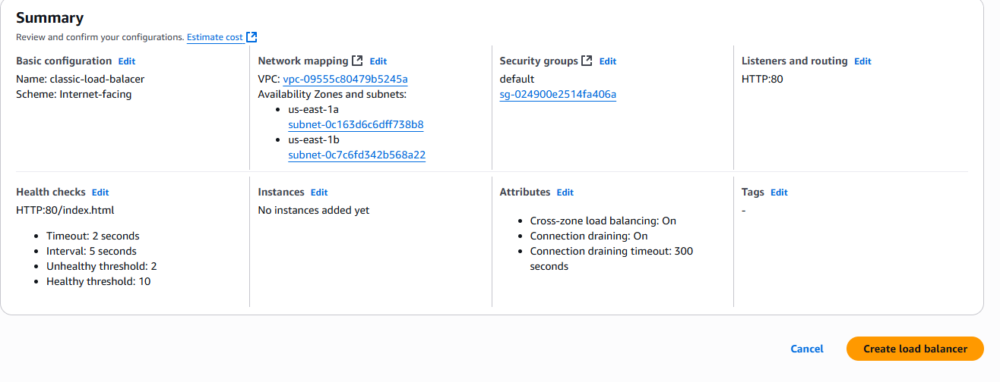 Summary
Review and confirm your configurations. Estimate cost
Basic configuration Edit
Name: classic-load-balacer
Scheme: Internet-facing
Network mapping Edit
VPC: vpc-09555c80479b5245a
Availability Zones and subnets:
us-east-1a
subnet-0c163d6c6dff738b8
us-east-1b
subnet-0c7c6fd342b568a22
Security groups Edit
default
sg-024900e2514fa406a
Listeners and routing Edit
HTTP:80
Health checks Edit
HTTP:80/index.html
Timeout: 2 seconds
Interval: 5 seconds
Unhealthy threshold: 2
Healthy threshold: 10
Instances Edit
No instances added yet
Attributes Edit
Cross-zone load balancing: On
Connection draining: On
Connection draining timeout: 300
seconds
Tags Edit
-
Cancel
Create load balancer